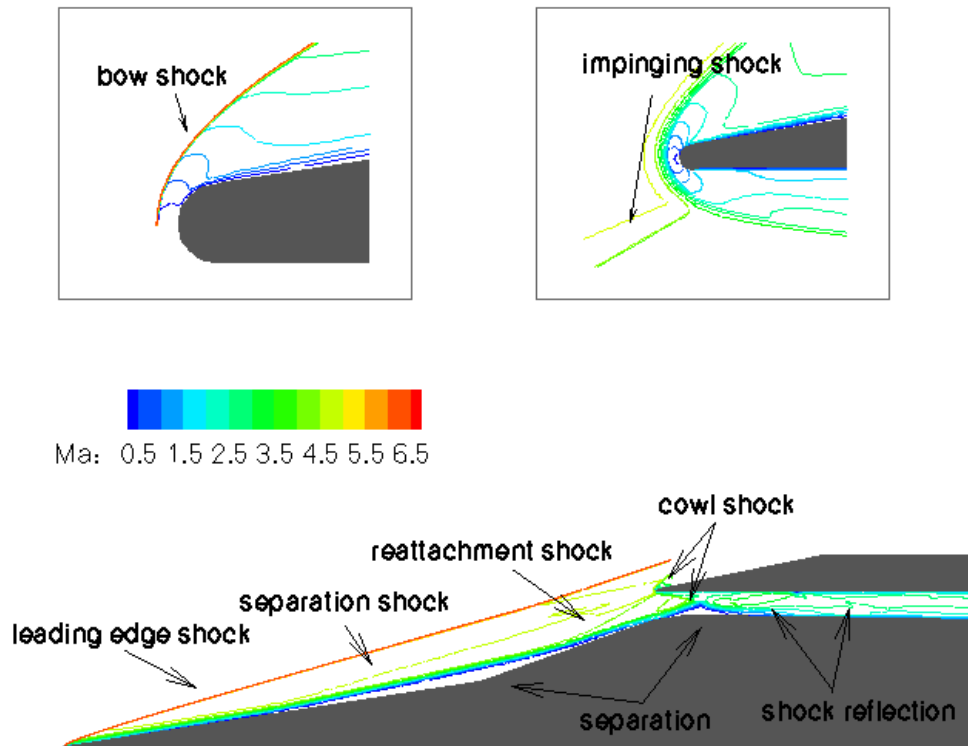 bow shock
impinging shock
Ma: 0.5 1.5 2.5 3.5 4.5 5.5 6.5
cowl shock
reattachment shock
separation shock
leading edge shock
separation
shock reflection